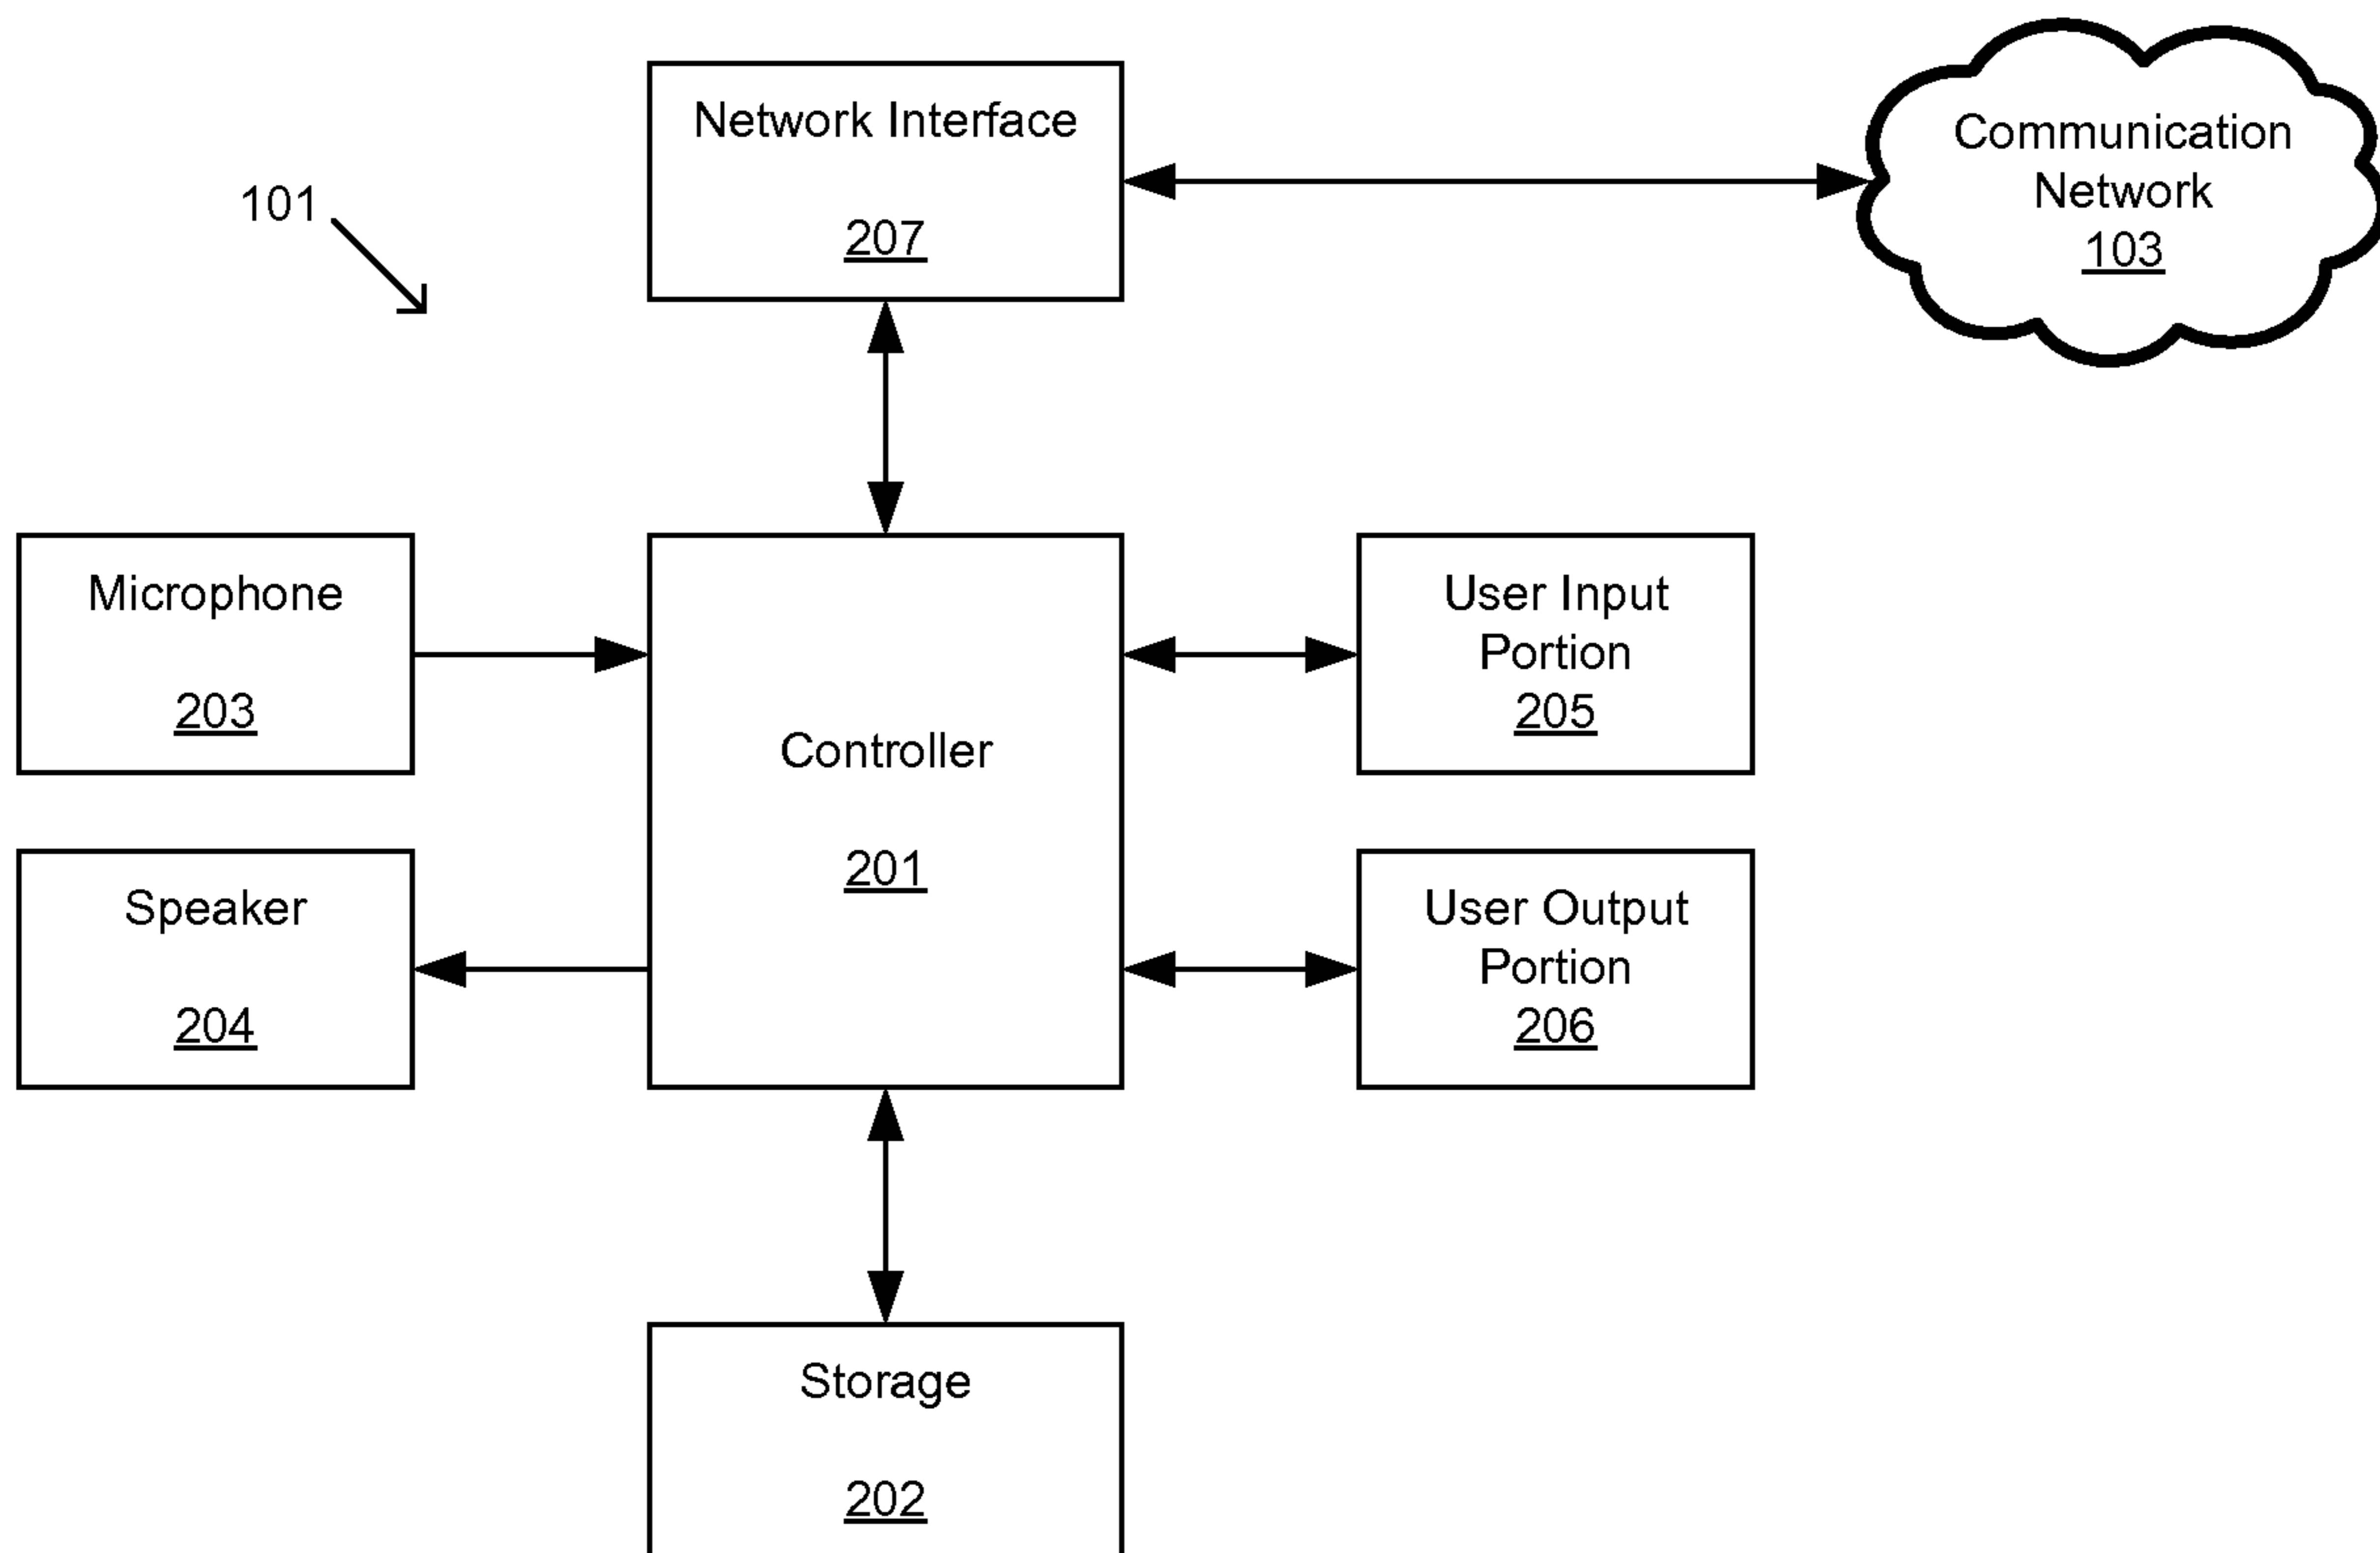 Network Interface
207
Communication
Network
103
101
Microphone
203
Controller
201
User Input
Portion
205
Speaker
204
User Output
Portion
206
Storage
202